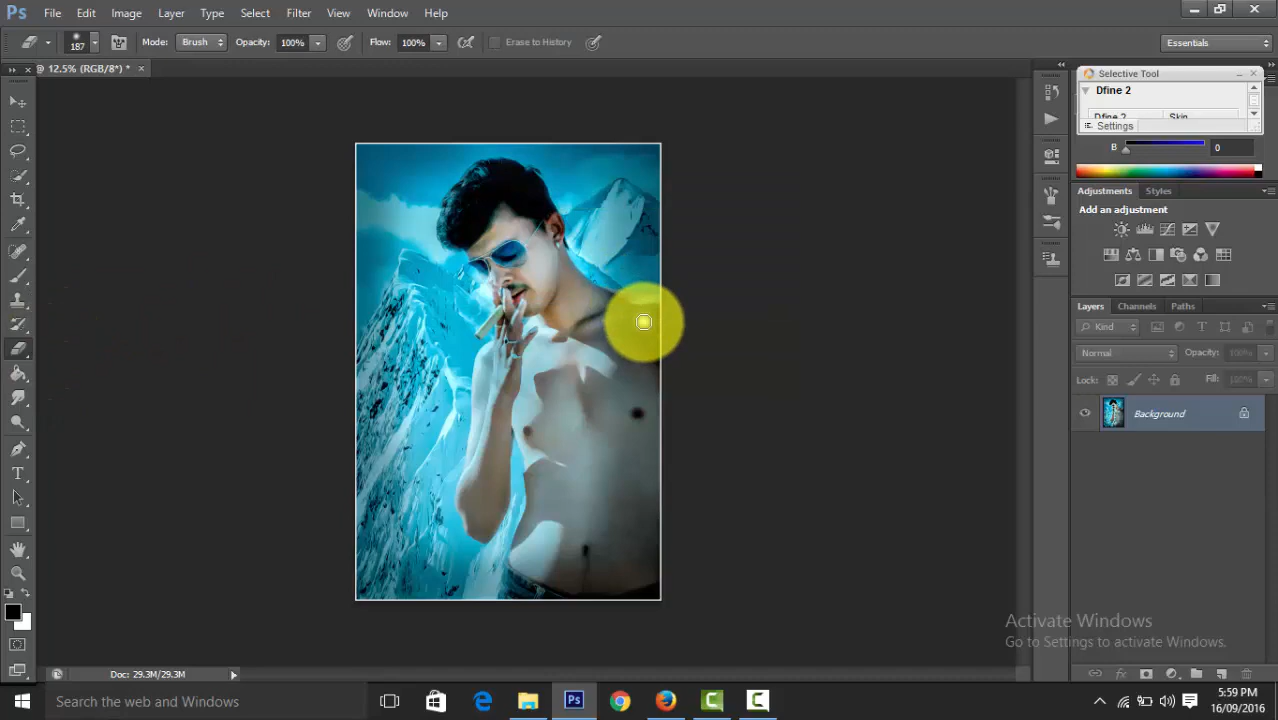 Ps File Edit Image Layer Type Select Filter View Window Help
187 Mode: Brush Opacity: 100% Flow: 100% Erase to History Essentials
@ 12.5% (RGB/8*) * ×
Selective Tool
Dfine 2
Dfine 2 Skin
Settings
B 0
Adjustments Styles
Add an adjustment
Layers Channels Paths
Kind
Normal Opacity: 100%
Lock: Fill: 100%
Background
Activate Windows
Go to Settings to activate Windows.
Doc: 29.3M/29.3M
Search the web and Windows
Ps
5:59 PM
16/09/2016